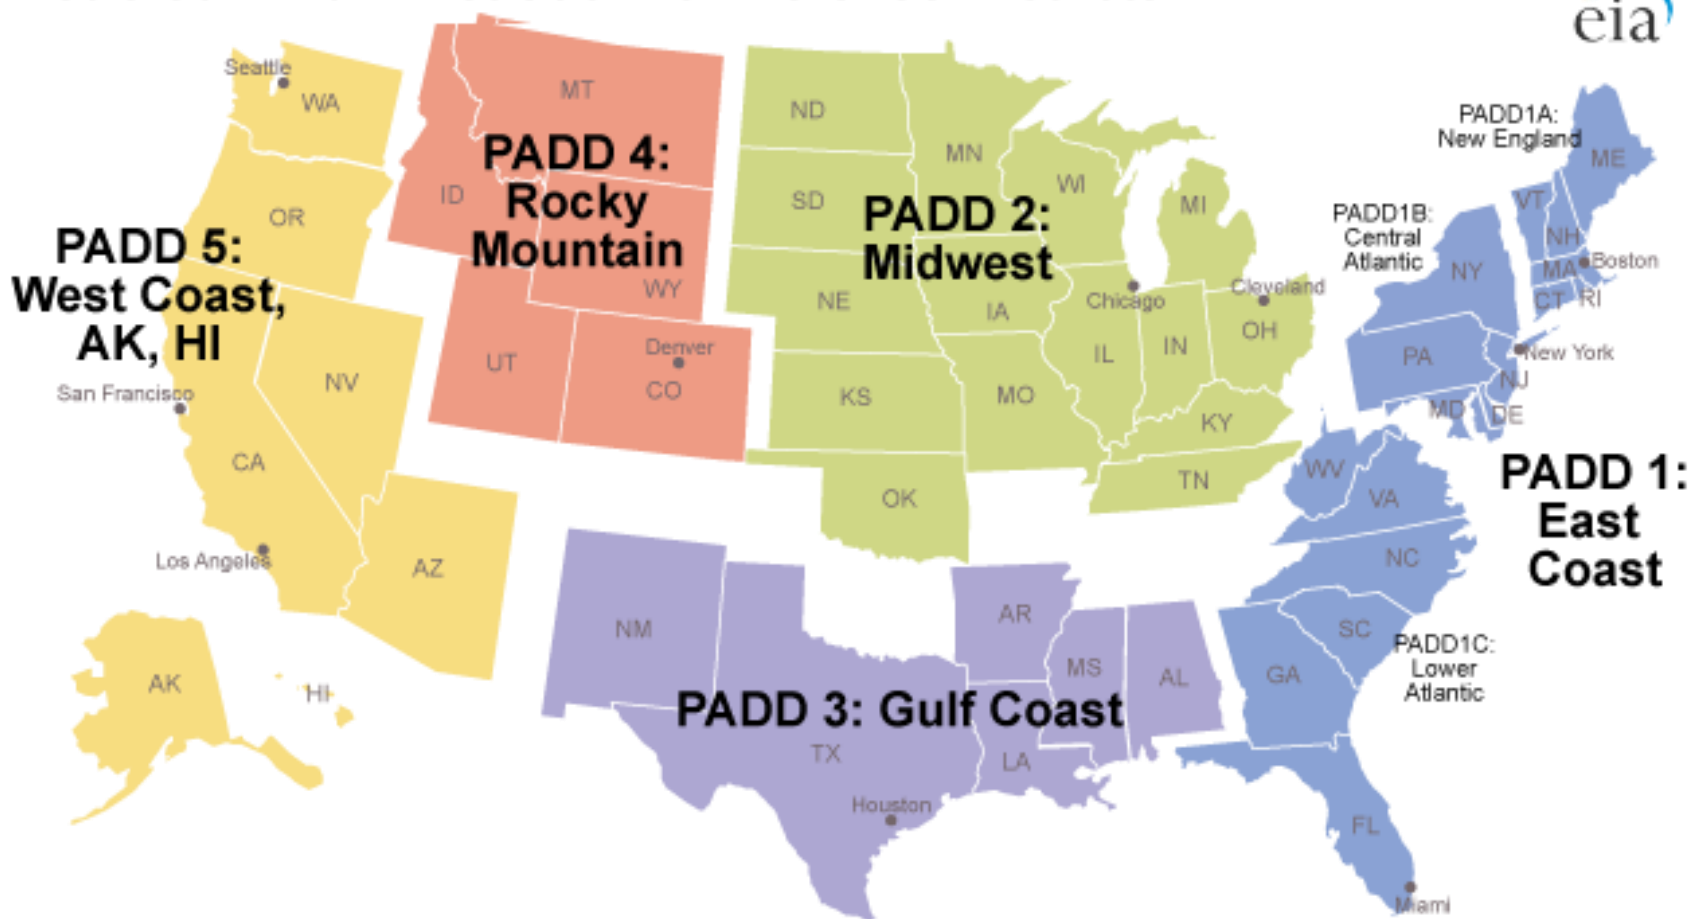 eia
Seattle
WA
MT
ND
MN
PADD1A:
New England
ME
PADD 4:
Rocky
Mountain
ID
WY
SD
WI
MI
PADD 2:
Midwest
VT
PADD1B:
Central
Atlantic
NH
NY
MA
Boston
CT
RI
OR
PADD 5:
West Coast,
AK, HI
NE
IA
Chicago
Cleveland
OH
IL
IN
UT
Denver
CO
NV
San Francisco
KS
MO
KY
PA
New York
NJ
MD
DE
CA
OK
TN
WV
VA
PADD 1:
East
Coast
NC
Los Angeles
AZ
NM
AR
SC
PADD1C:
Lower
Atlantic
MS
AL
GA
AK
HI
PADD 3: Gulf Coast
TX
LA
Houston
FL
Miami